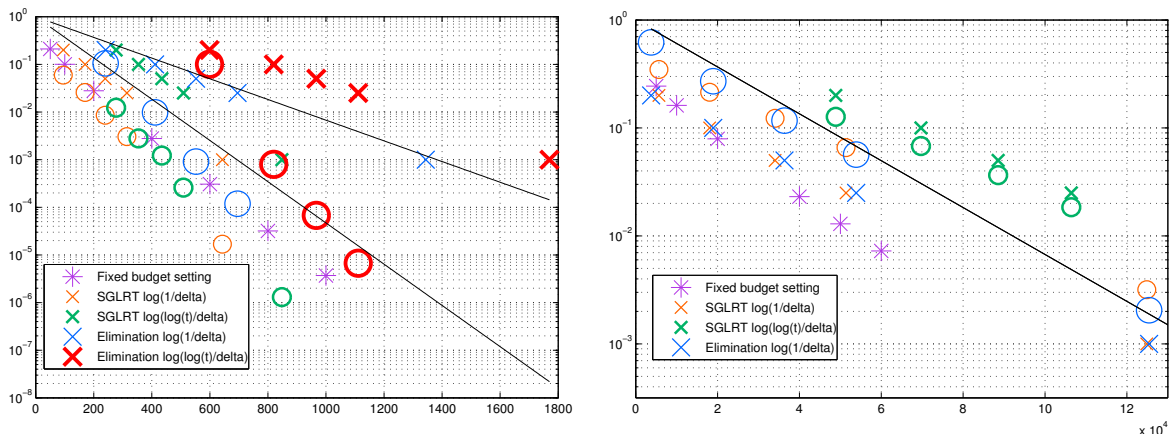 10^0
10^-1
10^-2
10^-3
10^-4
10^-5
10^-6
10^-7
10^-8
Fixed budget setting
SGLRT log(1/delta)
SGLRT log(log(t)/delta)
Elimination log(1/delta)
Elimination log(log(t)/delta)
0 200 400 600 800 1000 1200 1400 1600 1800
10^0
10^-1
10^-2
10^-3
Fixed budget setting
SGLRT log(1/delta)
SGLRT log(log(t)/delta)
Elimination log(1/delta)
0 2 4 6 8 10 12
x 10^4